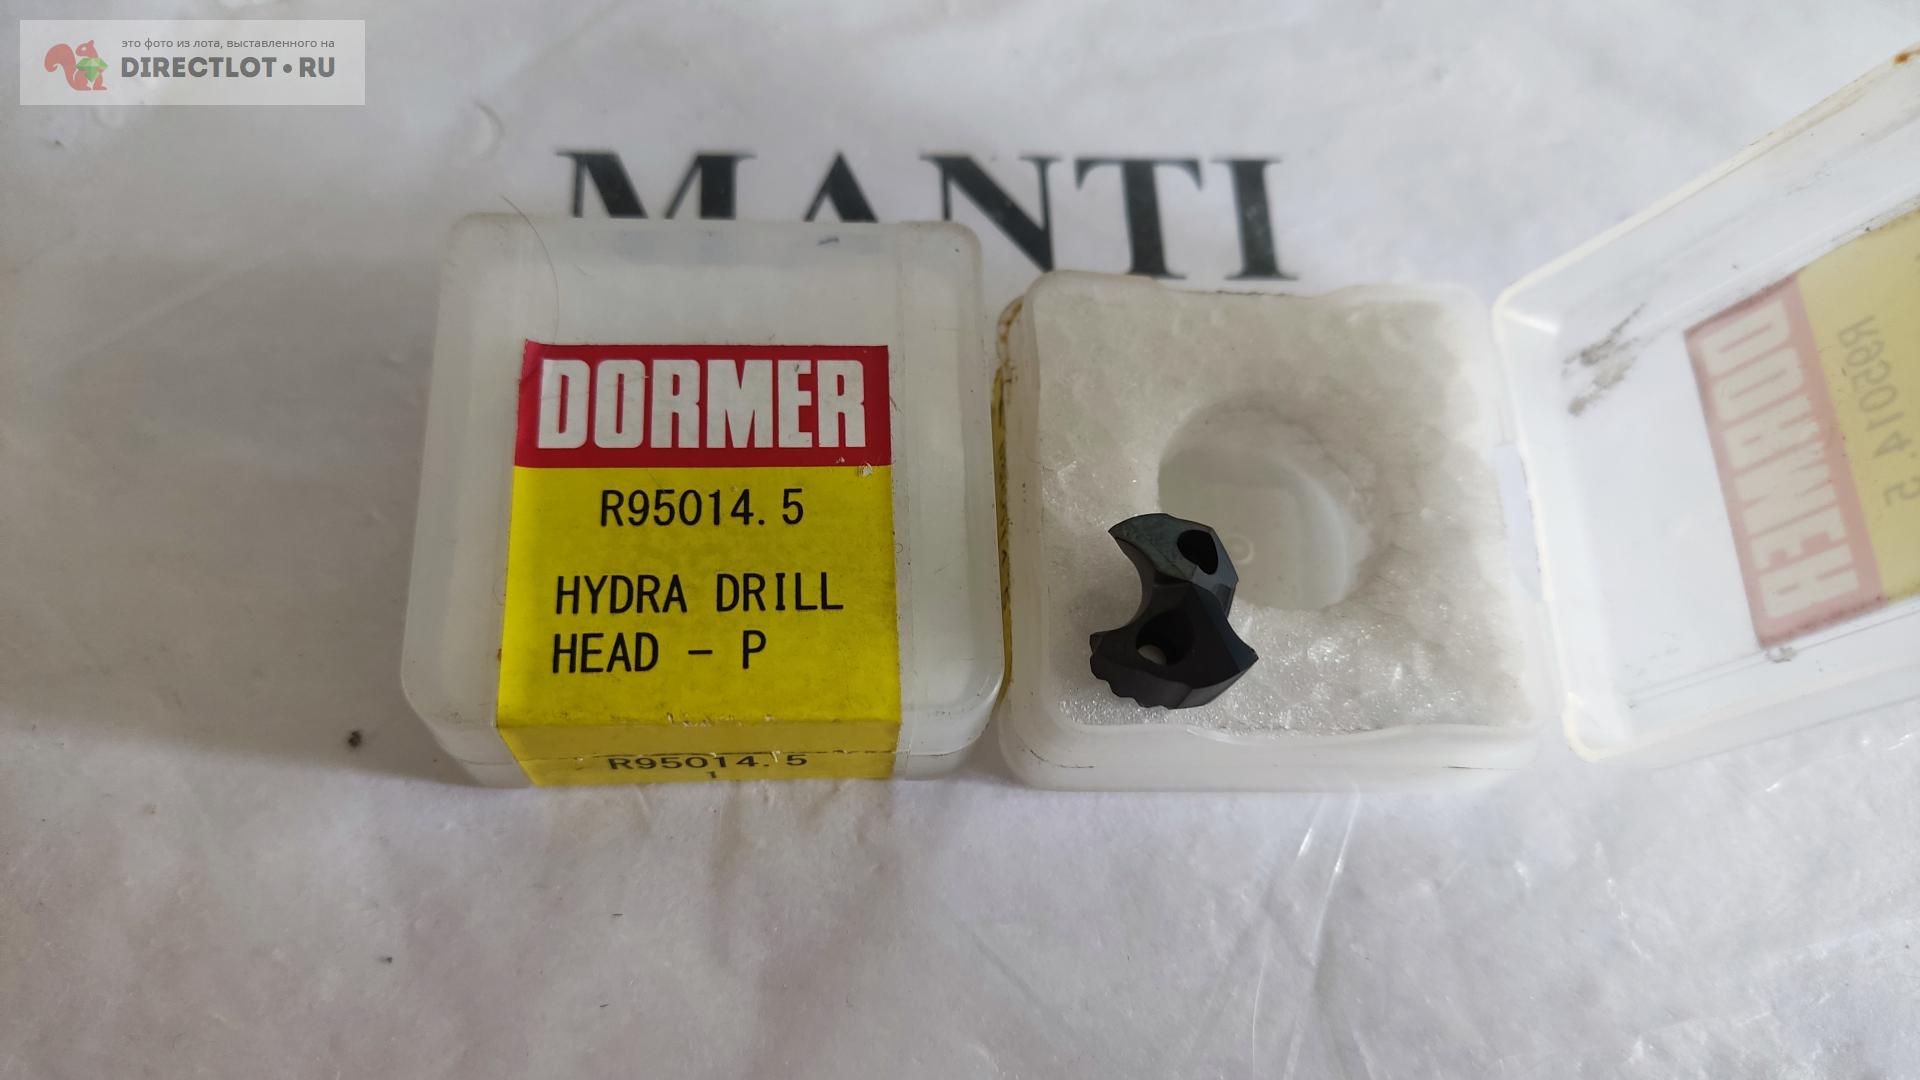 это фото из лота, выставленного на
DIRECTLOT•RU
MANTI
DORMER
R95014.5
HYDRA DRILL
HEAD - P
R95014.5
1
DORMER
R95014.5